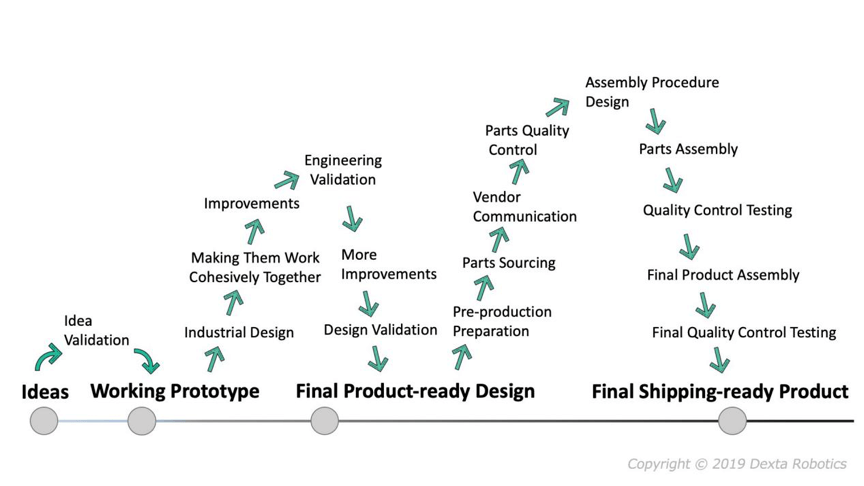 Ideas
Idea
Validation
Working Prototype
Industrial Design
Making Them Work
Cohesively Together
Improvements
Engineering
Validation
More
Improvements
Design Validation
Final Product-ready Design
Pre-production
Preparation
Parts Sourcing
Vendor
Communication
Parts Quality
Control
Assembly Procedure
Design
Parts Assembly
Quality Control Testing
Final Product Assembly
Final Quality Control Testing
Final Shipping-ready Product
Copyright © 2019 Dexta Robotics